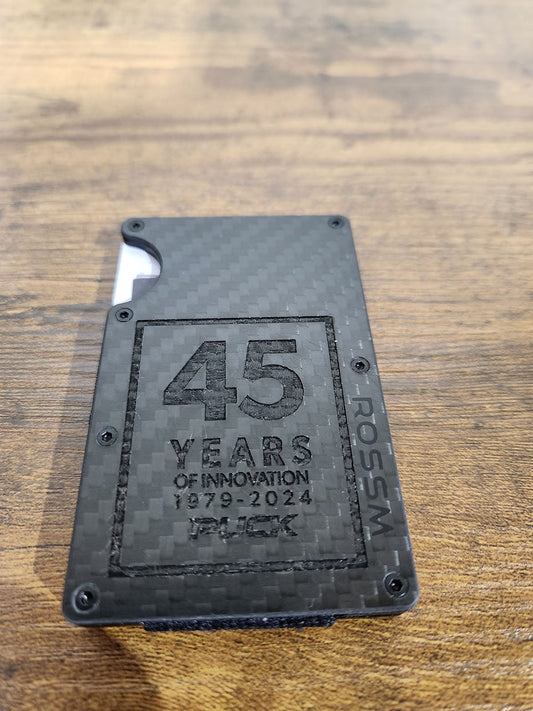 45
YEARS
OF INNOVATION
1979-2024
PUCK
ROSSM